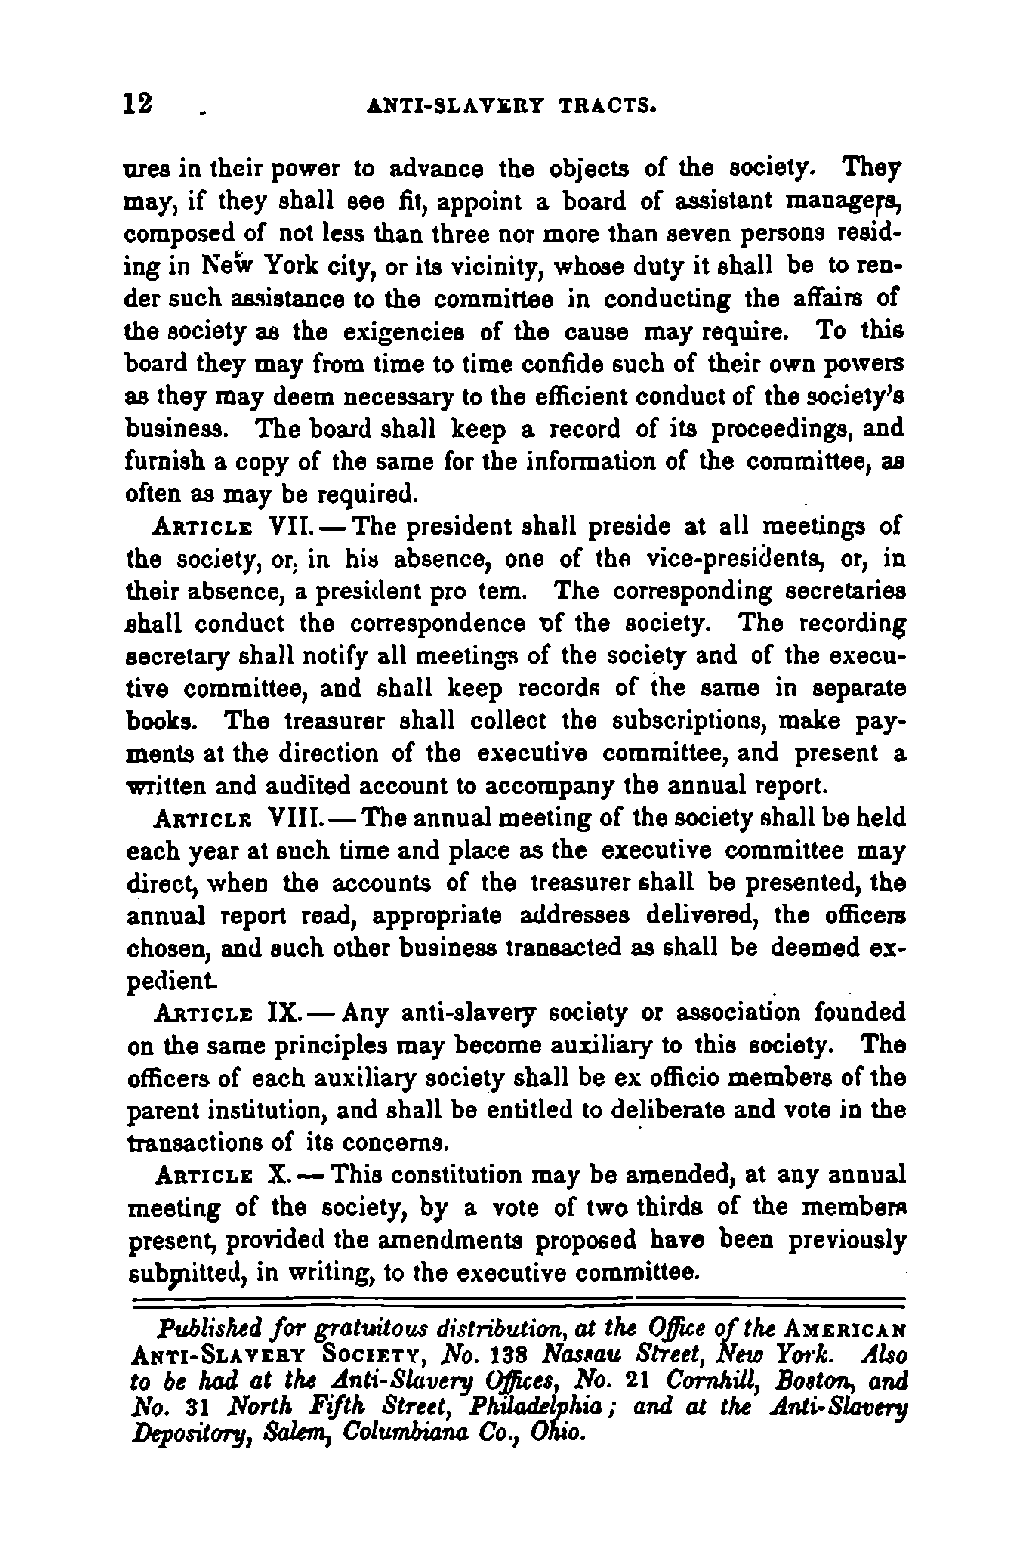 12 ANTI-SLAVERY TRACTS.
ures in their power to advance the objects of the society. They
may, if they shall see fit, appoint a board of assistant managers,
composed of not less than three nor more than seven persons resid-
ing in New York city, or its vicinity, whose duty it shall be to ren-
der such assistance to the committee in conducting the affairs of
the society as the exigencies of the cause may require. To this
board they may from time to time confide such of their own powers
as they may deem necessary to the efficient conduct of the society's
business. The board shall keep a record of its proceedings, and
furnish a copy of the same for the information of the committee, as
often as may be required.
ARTICLE VII. — The president shall preside at all meetings of
the society, or, in his absence, one of the vice-presidents, or, in
their absence, a president pro tem. The corresponding secretaries
shall conduct the correspondence of the society. The recording
secretary shall notify all meetings of the society and of the execu-
tive committee, and shall keep records of the same in separate
books. The treasurer shall collect the subscriptions, make pay-
ments at the direction of the executive committee, and present a
written and audited account to accompany the annual report.
ARTICLE VIII. — The annual meeting of the society shall be held
each year at such time and place as the executive committee may
direct, when the accounts of the treasurer shall be presented, the
annual report read, appropriate addresses delivered, the officers
chosen, and such other business transacted as shall be deemed ex-
pedient.
ARTICLE IX. — Any anti-slavery society or association founded
on the same principles may become auxiliary to this society. The
officers of each auxiliary society shall be ex officio members of the
parent institution, and shall be entitled to deliberate and vote in the
transactions of its concerns.
ARTICLE X. — This constitution may be amended, at any annual
meeting of the society, by a vote of two thirds of the members
present, provided the amendments proposed have been previously
submitted, in writing, to the executive committee.
Published for gratuitous distribution, at the Office of the AMERICAN
ANTI-SLAVERY SOCIETY, No. 138 Nassau Street, New York. Also
to be had at the Anti-Slavery Offices, No. 21 Cornhill, Boston, and
No. 31 North Fifth Street, Philadelphia; and at the Anti-Slavery
Depository, Salem, Columbiana Co., Ohio.